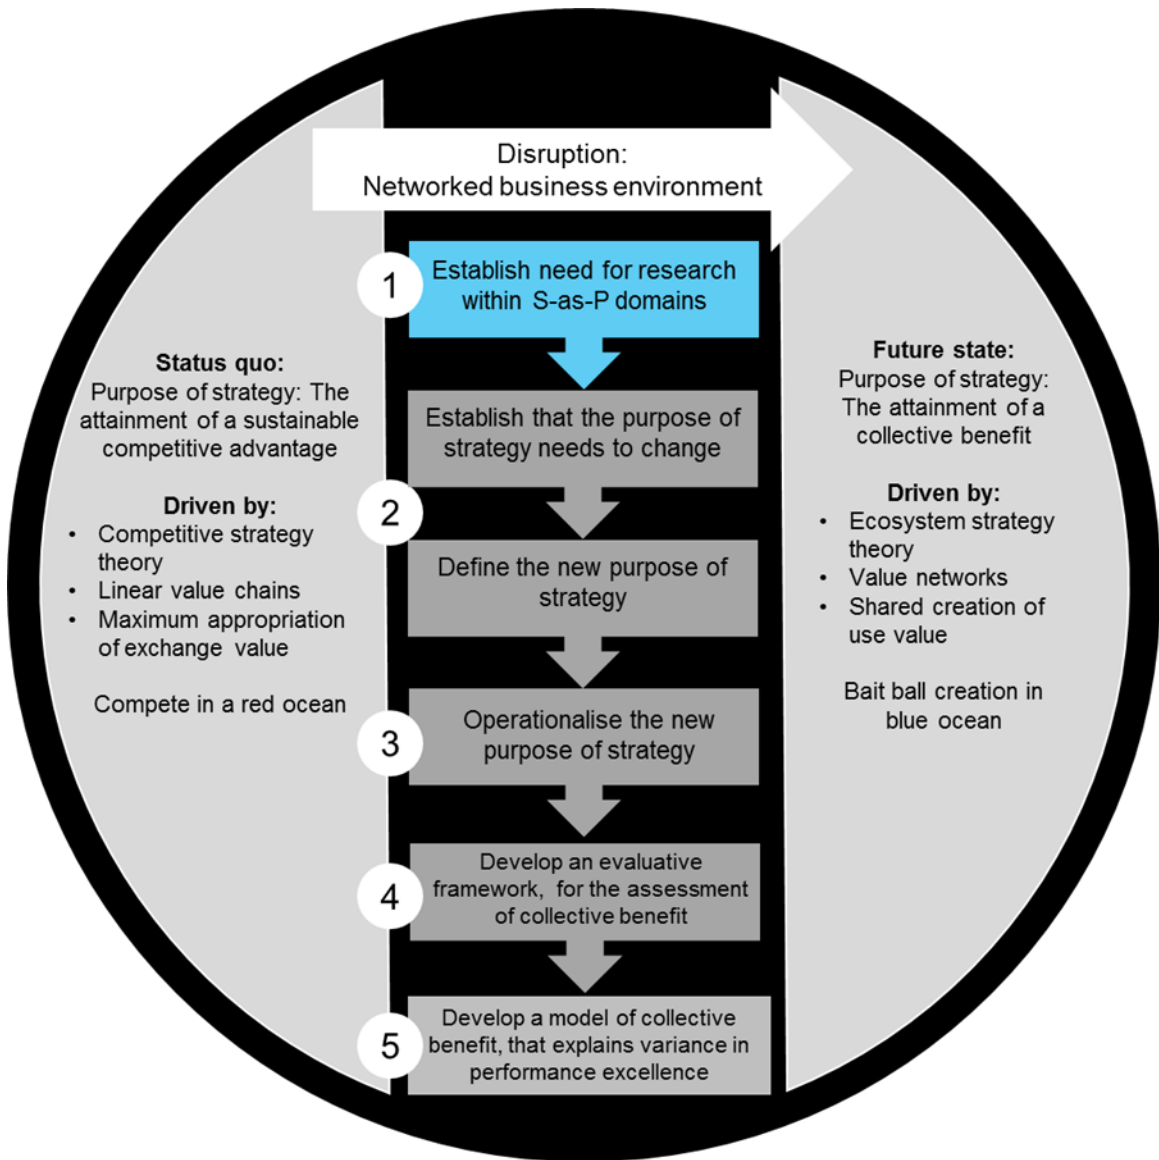 Disruption:
Networked business environment
Status quo:
Purpose of strategy: The
attainment of a sustainable
competitive advantage
Driven by:
• Competitive strategy
theory
• Linear value chains
• Maximum appropriation
of exchange value
Compete in a red ocean
1
Establish need for research
within S-as-P domains
Establish that the purpose of
strategy needs to change
2
Define the new purpose of
strategy
3
Operationalise the new
purpose of strategy
4
Develop an evaluative
framework, for the assessment
of collective benefit
5
Develop a model of collective
benefit, that explains variance in
performance excellence
Future state:
Purpose of strategy:
The attainment of a
collective benefit
Driven by:
• Ecosystem strategy
theory
• Value networks
• Shared creation of
use value
Bait ball creation in
blue ocean